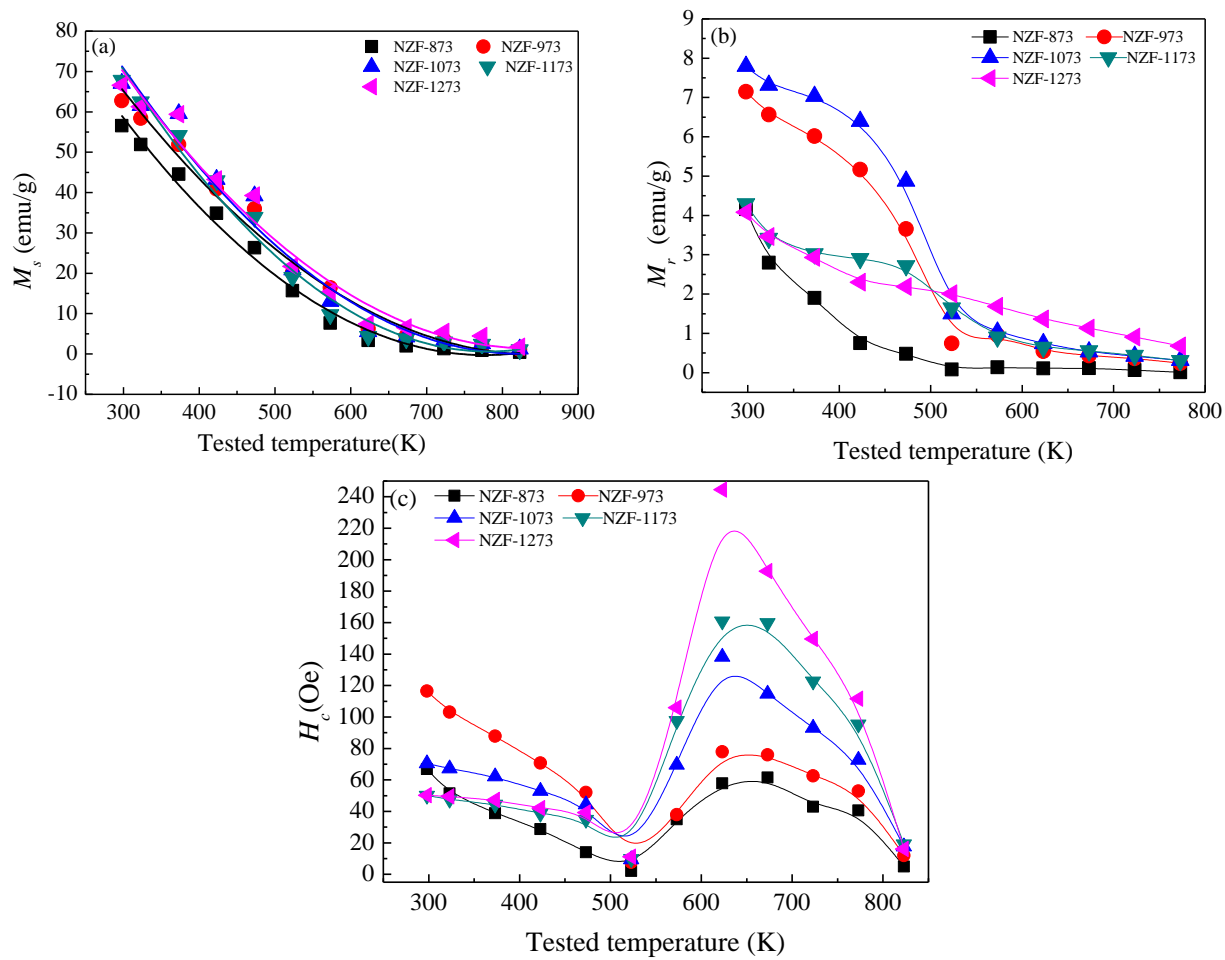 (a)
NZF-873 NZF-973
NZF-1073 NZF-1173
NZF-1273
80
70
60
50
40
30
20
10
0
-10
M_s (emu/g)
300 400 500 600 700 800 900
Tested temperature(K)
(b)
NZF-873 NZF-973
NZF-1073 NZF-1173
NZF-1273
9
8
7
6
5
4
3
2
1
0
M_r (emu/g)
300 400 500 600 700 800
Tested temperature (K)
(c)
NZF-873 NZF-973
NZF-1073 NZF-1173
NZF-1273
240
220
200
180
160
140
120
100
80
60
40
20
0
H_c(Oe)
300 400 500 600 700 800
Tested temperature (K)